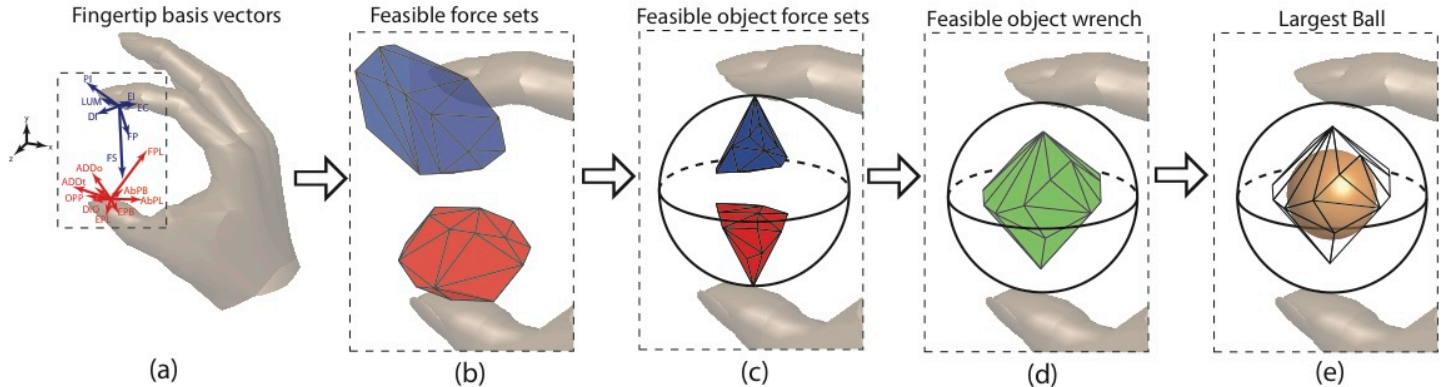 Fingertip basis vectors
Feasible force sets
Feasible object force sets
Feasible object wrench
Largest Ball
PI
LUM
DI
EI
EC
FP
FS
y
x
z
FPL
ADDo
ADDt
OPP
AbPB
AbPL
DIO
EPB
EPL
(a)
(b)
(c)
(d)
(e)